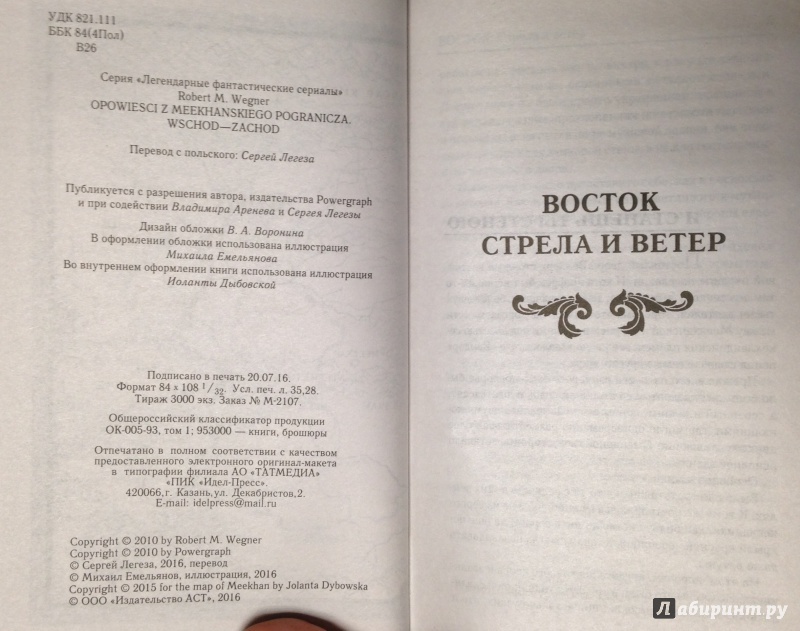 УДК 821.111
ББК 84(4Пол)
В26
Серия «Легендарные фантастические сериалы»
Robert M. Wegner
OPOWIESCI Z MEEKHANSKIEGO POGRANICZA.
WSCHOD—ZACHOD
Перевод с польского: Сергей Легеза
Публикуется с разрешения автора, издательства Powergraph
и при содействии Владимира Аренева и Сергея Легезы
Дизайн обложки В. А. Воронина
В оформлении обложки использована иллюстрация
Михаила Емельянова
Во внутреннем оформлении книги использована иллюстрация
Иоланты Дыбовской
Подписано в печать 20.07.16.
Формат 84 х 108 1/32. Усл. печ. л. 35,28.
Тираж 3000 экз. Заказ № М-2107.
Общероссийский классификатор продукции
ОК-005-93, том 1; 953000 — книги, брошюры
Отпечатано в полном соответствии с качеством
предоставленного электронного оригинал-макета
в типографии филиала АО «ТАТМЕДИА»
«ПИК «Идел-Пресс».
420066,г. Казань,ул. Декабристов,2.
E-mail: idelpress@mail.ru
Copyright © 2010 by Robert M. Wegner
Copyright © 2010 by Powergraph
© Сергей Легеза, 2016, перевод
© Михаил Емельянов, иллюстрация, 2016
Copyright © 2015 for the map of Meekhan by Jolanta Dybowska
© ООО «Издательство АСТ», 2016
ВОСТОК
СТРЕЛА И ВЕТЕР
Лабиринт.ру